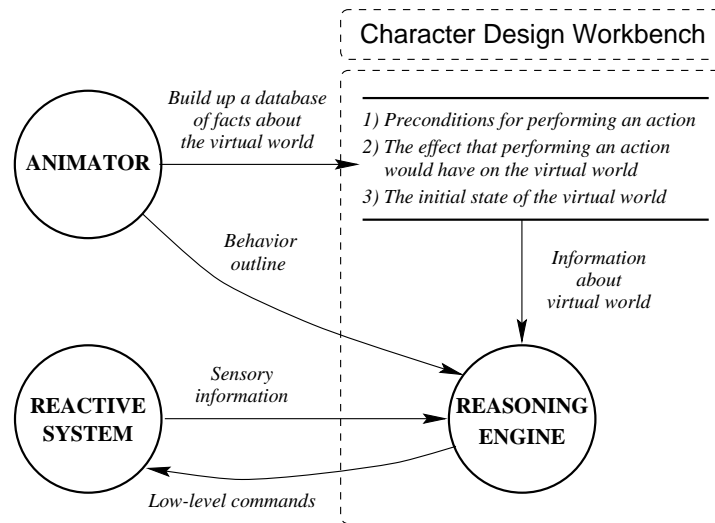 Character Design Workbench
Build up a database
of facts about
the virtual world
ANIMATOR
1) Preconditions for performing an action
2) The effect that performing an action
would have on the virtual world
3) The initial state of the virtual world
Behavior
outline
Information
about
virtual world
Sensory
information
REACTIVE
SYSTEM
REASONING
ENGINE
Low-level commands